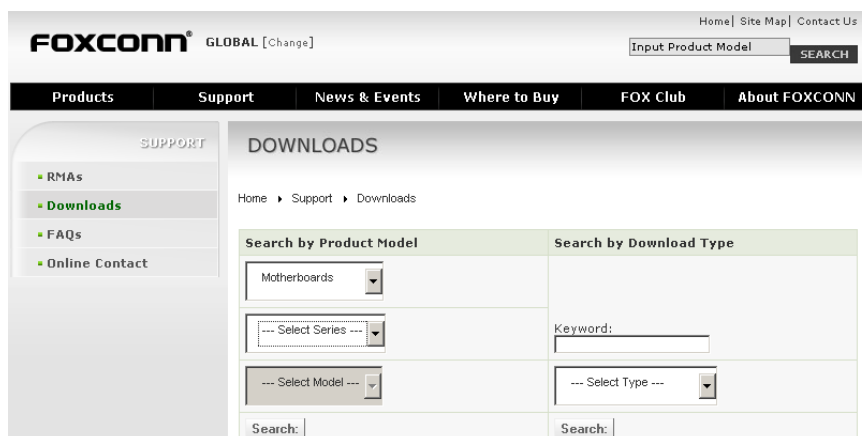 Home| Site Map| Contact Us
FOXCONN® GLOBAL [Change]
Input Product Model SEARCH
Products Support News & Events Where to Buy FOX Club About FOXCONN
SUPPORT
RMAs
Downloads
FAQs
Online Contact
DOWNLOADS
Home Support Downloads
Search by Product Model Search by Download Type
Motherboards
--- Select Series --- Keyword:
--- Select Model --- --- Select Type ---
Search: Search: